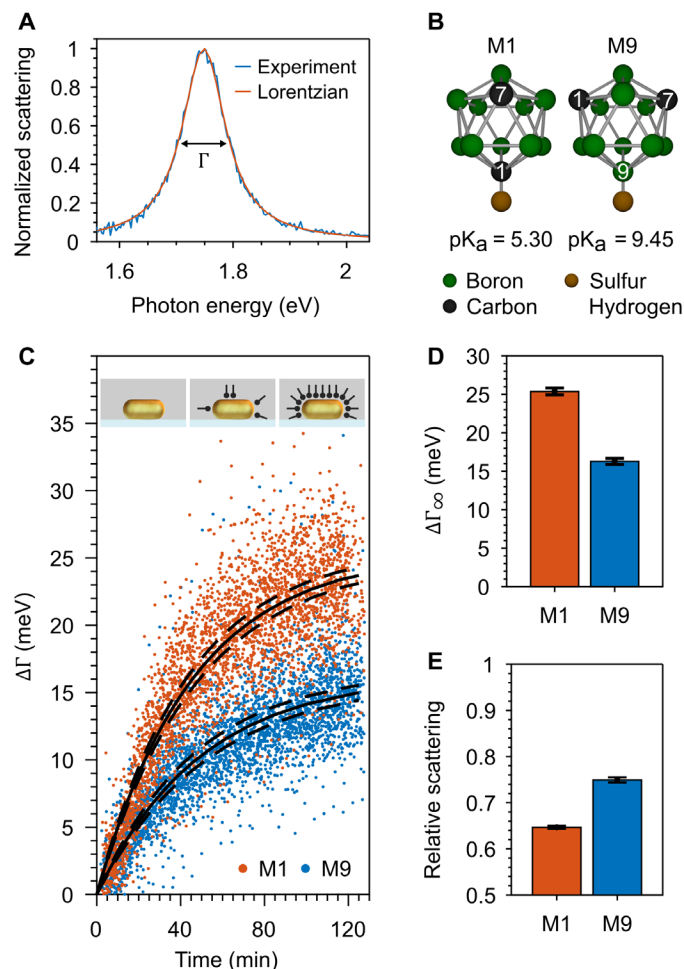 A
Normalized scattering
1
0.8
0.6
0.4
0.2
0
Experiment
Lorentzian
Γ
1.6
1.8
2
Photon energy (eV)
B
M1
M9
7
1
1
7
9
pKa = 5.30
pKa = 9.45
Boron
Sulfur
Carbon
Hydrogen
C
ΔΓ (meV)
35
30
25
20
15
10
5
0
M1
M9
0
40
80
120
Time (min)
D
ΔΓ∞ (meV)
30
25
20
15
10
5
0
M1
M9
E
Relative scattering
1
0.9
0.8
0.7
0.6
0.5
M1
M9